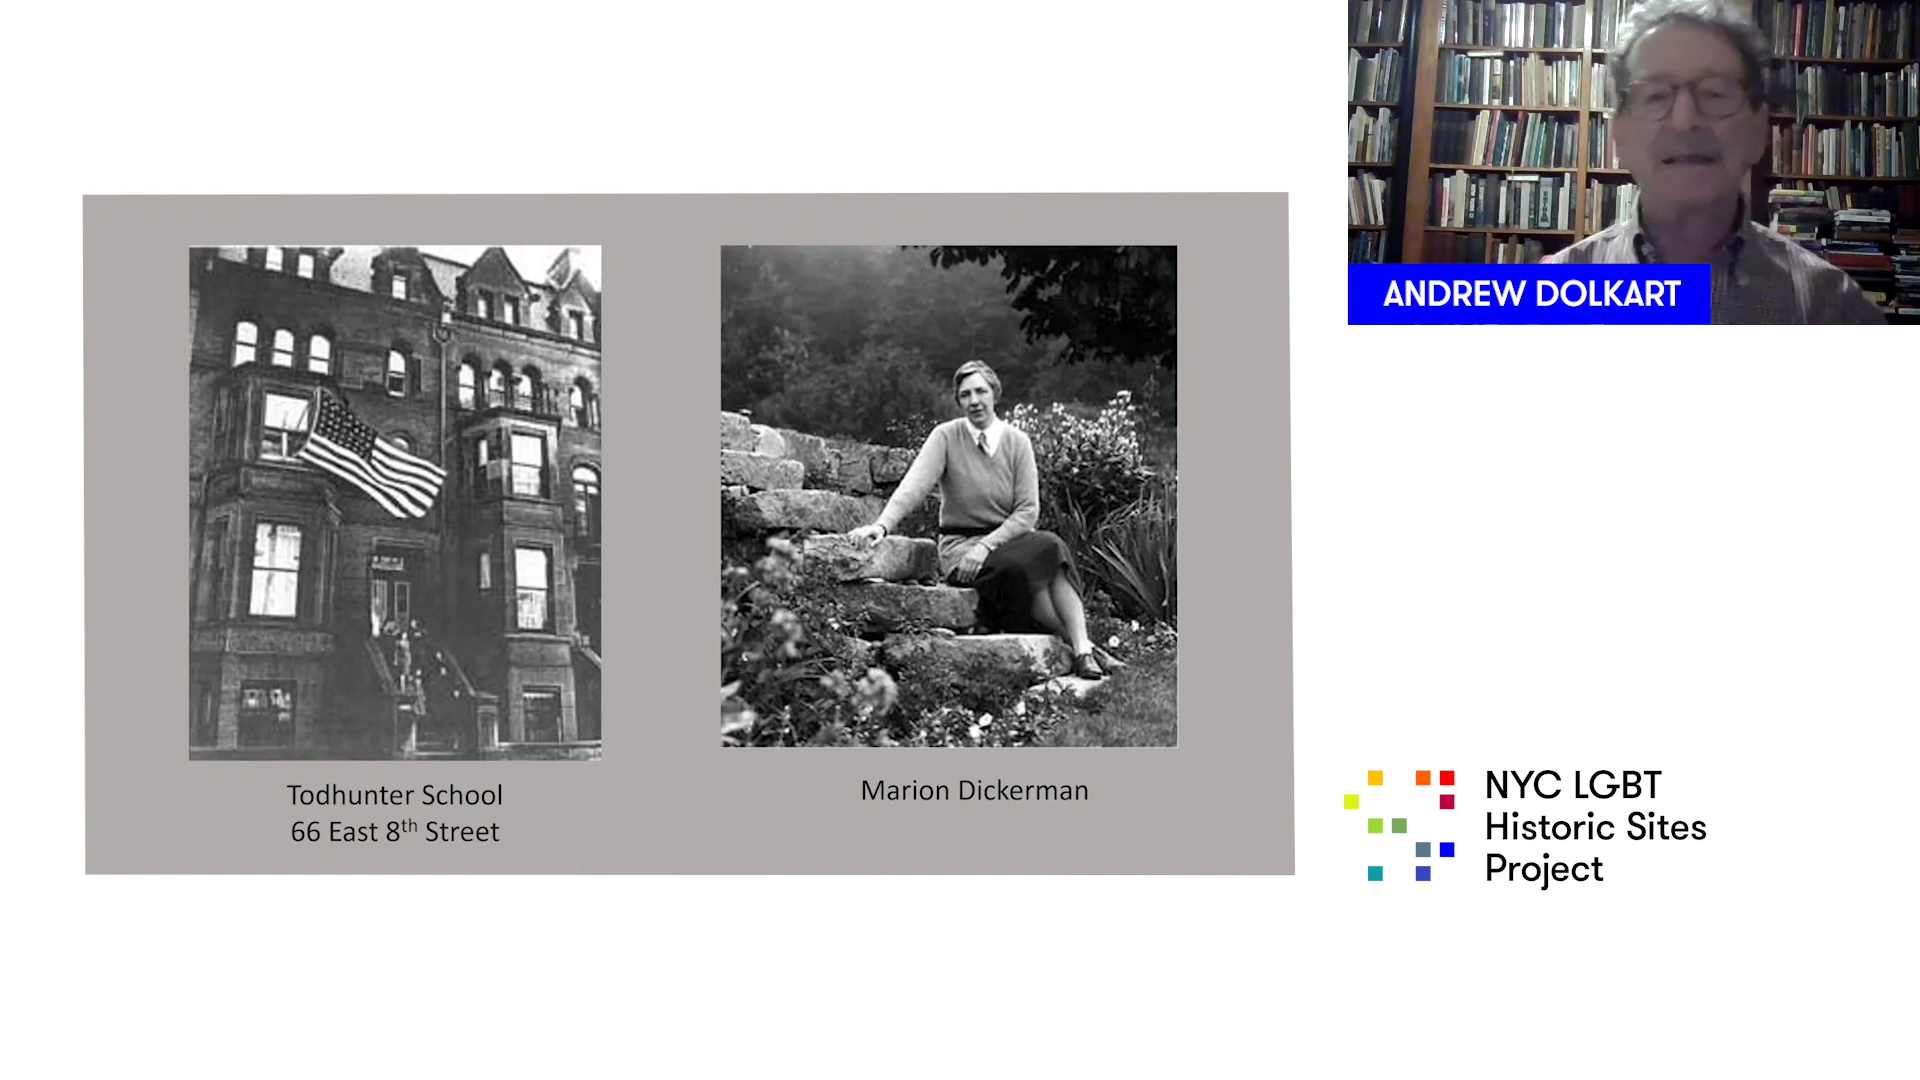 ANDREW DOLKART
Todhunter School
66 East 8th Street
Marion Dickerman
NYC LGBT
Historic Sites
Project